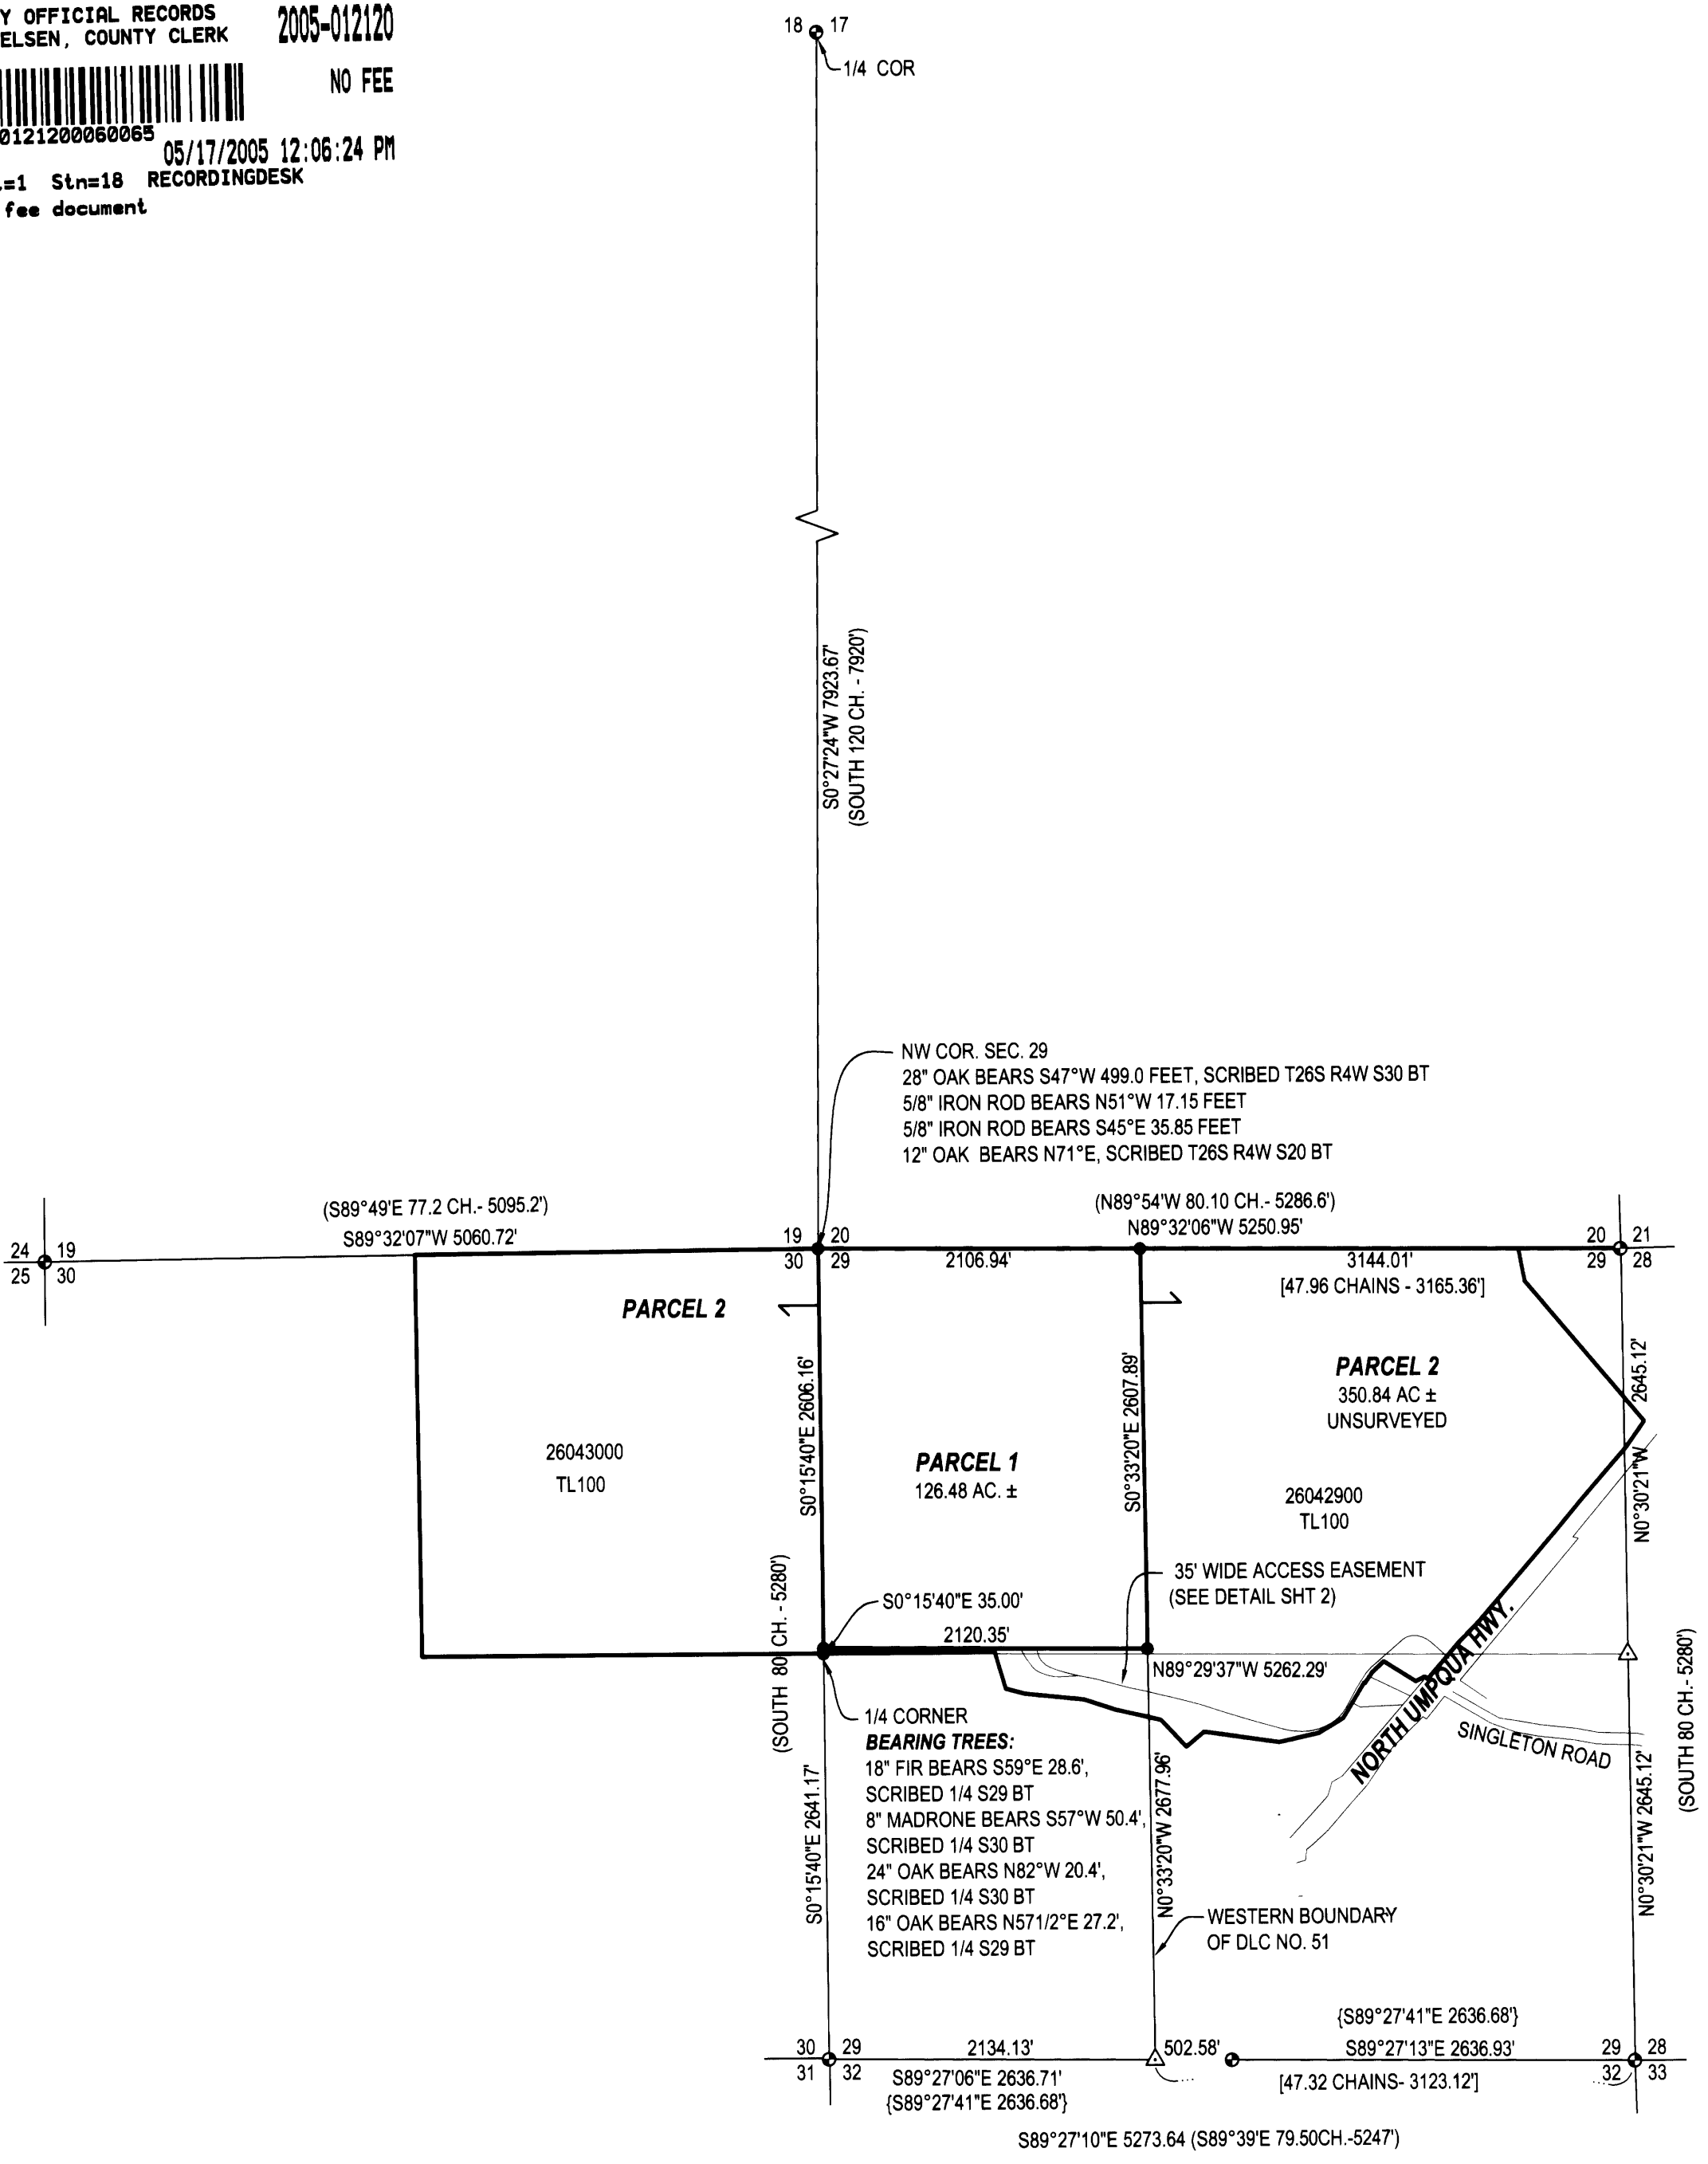 Y OFFICIAL RECORDS
ELSEN, COUNTY CLERK
2005-012120
NO FEE
0121200060065
05/17/2005 12:06:24 PM
=1 Stn=18 RECORDINGDESK
fee document
18 17
1/4 COR
S0°27'24"W 7923.67'
(SOUTH 120 CH. - 7920')
NW COR. SEC. 29
28" OAK BEARS S47°W 499.0 FEET, SCRIBED T26S R4W S30 BT
5/8" IRON ROD BEARS N51°W 17.15 FEET
5/8" IRON ROD BEARS S45°E 35.85 FEET
12" OAK BEARS N71°E, SCRIBED T26S R4W S20 BT
(S89°49'E 77.2 CH.- 5095.2')
S89°32'07"W 5060.72'
(N89°54'W 80.10 CH.- 5286.6')
N89°32'06"W 5250.95'
24 19
25 30
19 20
30 29
2106.94'
3144.01'
[47.96 CHAINS - 3165.36']
20 21
29 28
PARCEL 2
26043000
TL100
S0°15'40"E 2606.16'
PARCEL 1
126.48 AC. ±
S0°33'20"E 2607.89'
PARCEL 2
350.84 AC ±
UNSURVEYED
26042900
TL100
N0°30'21"W 2645.12'
35' WIDE ACCESS EASEMENT
(SEE DETAIL SHT 2)
S0°15'40"E 35.00'
2120.35'
N89°29'37"W 5262.29'
(SOUTH 80 CH. - 5280')
NORTH UMPQUA HWY.
SINGLETON ROAD
(SOUTH 80 CH.- 5280')
1/4 CORNER
BEARING TREES:
18" FIR BEARS S59°E 28.6',
SCRIBED 1/4 S29 BT
8" MADRONE BEARS S57°W 50.4',
SCRIBED 1/4 S30 BT
24" OAK BEARS N82°W 20.4',
SCRIBED 1/4 S30 BT
16" OAK BEARS N571/2°E 27.2',
SCRIBED 1/4 S29 BT
S0°15'40"E 2641.17'
N0°33'20"W 2677.96'
N0°30'21"W 2645.12'
WESTERN BOUNDARY
OF DLC NO. 51
{S89°27'41"E 2636.68'}
30 29
31 32
2134.13'
502.58'
S89°27'13"E 2636.93'
29 28
32 33
S89°27'06"E 2636.71'
{S89°27'41"E 2636.68'}
[47.32 CHAINS- 3123.12']
S89°27'10"E 5273.64 (S89°39'E 79.50CH.-5247')